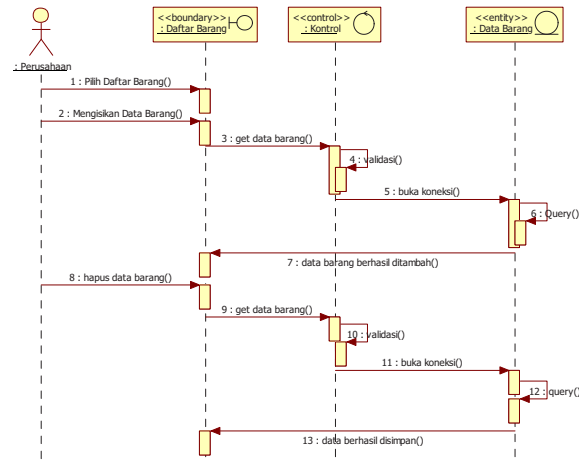 <<boundary>>
: Daftar Barang
<<control>>
: Kontrol
<<entity>>
: Data Barang
: Perusahaan
1 : Pilih Daftar Barang()
2 : Mengisikan Data Barang()
3 : get data barang()
4 : validasi()
5 : buka koneksi()
6 : Query()
7 : data barang berhasil ditambah()
8 : hapus data barang()
9 : get data barang()
10 : validasi()
11 : buka koneksi()
12 : query()
13 : data berhasil disimpan()